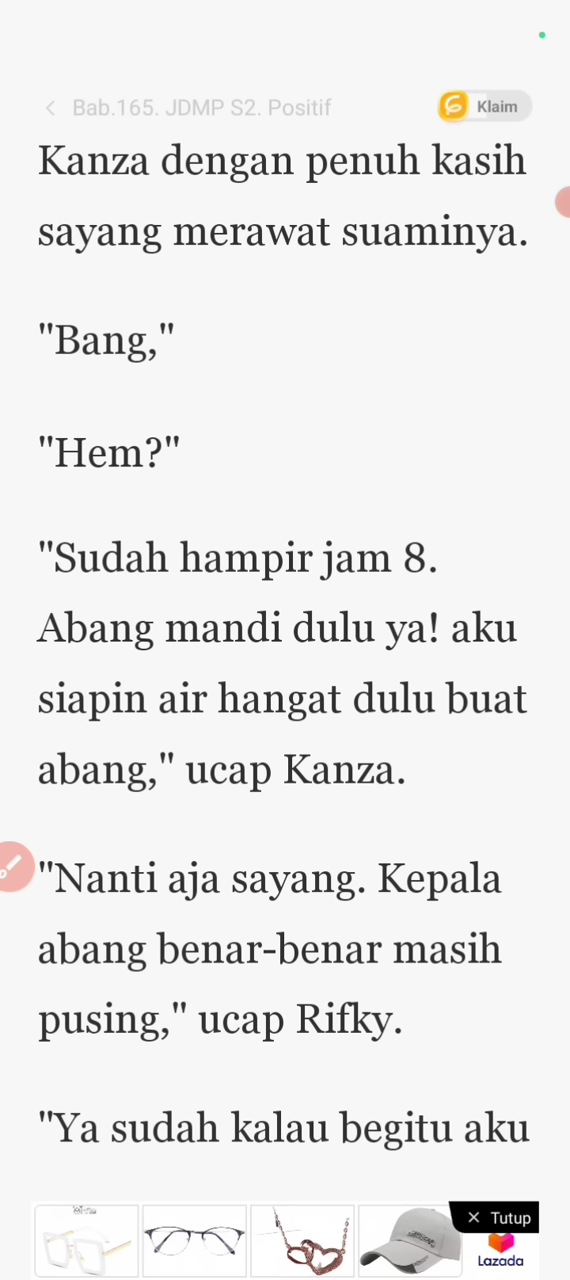 Bab.165. JDMP S2. Positif
Klaim
Kanza dengan penuh kasih
sayang merawat suaminya.
"Bang,"
"Hem?"
"Sudah hampir jam 8.
Abang mandi dulu ya! aku
siapin air hangat dulu buat
abang," ucap Kanza.
"Nanti aja sayang. Kepala
abang benar-benar masih
pusing," ucap Rifky.
"Ya sudah kalau begitu aku
Tutup
Lazada